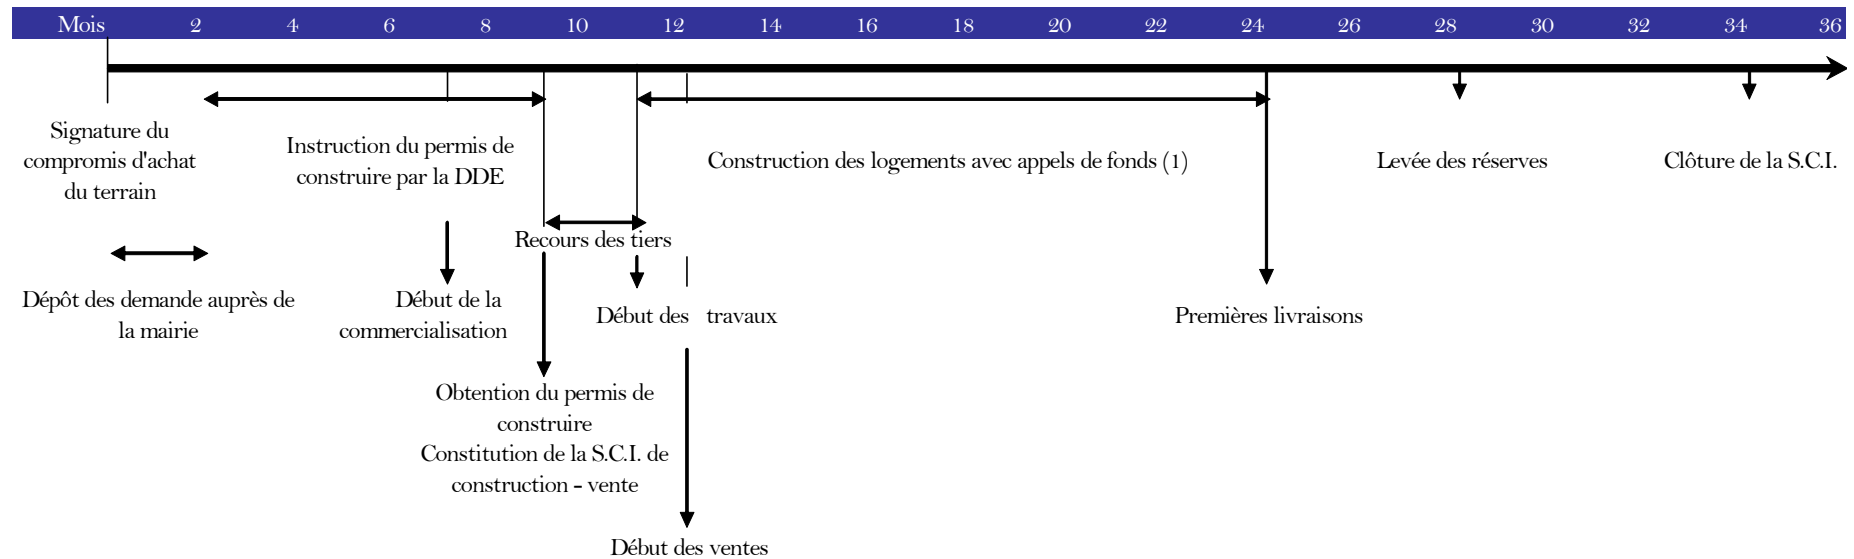 Mois 2 4 6 8 10 12 14 16 18 20 22 24 26 28 30 32 34 36
Signature du
compromis d'achat
du terrain
Instruction du permis de
construire par la DDE
Construction des logements avec appels de fonds (1)
Levée des réserves
Clôture de la S.C.I.
Recours des tiers
Dépôt des demande auprès de
la mairie
Début de la
commercialisation
Début des travaux
Premières livraisons
Obtention du permis de
construire
Constitution de la S.C.I. de
construction - vente
Début des ventes